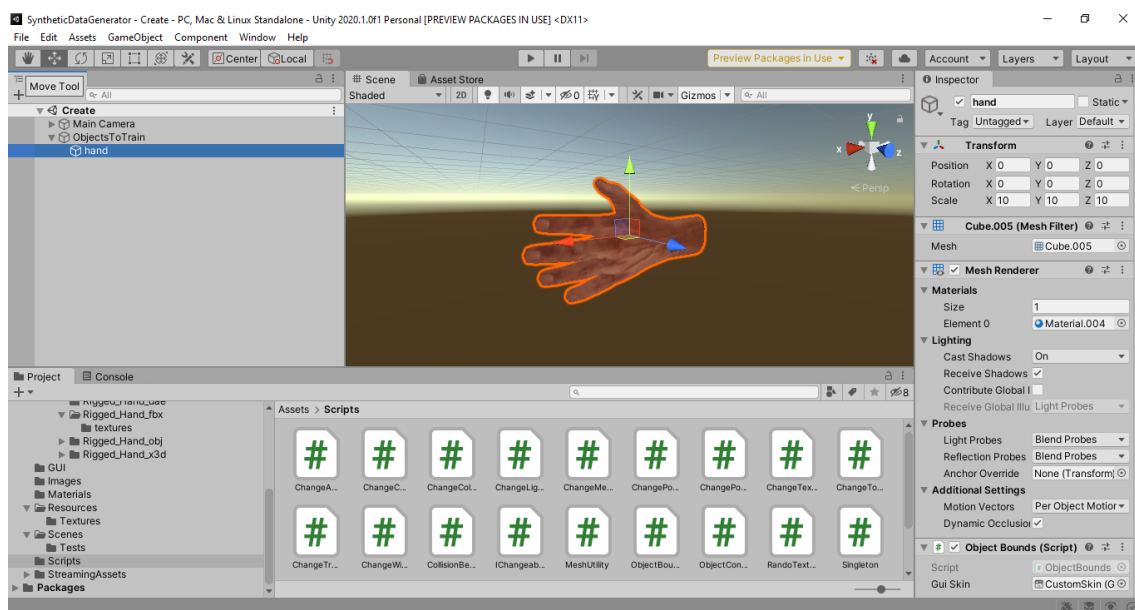 SyntheticDataGenerator - Create - PC, Mac & Linux Standalone - Unity 2020.1.0f1 Personal [PREVIEW PACKAGES IN USE] <DX11>
File Edit Assets GameObject Component Window Help
Center Local Preview Packages in Use Account Layers Layout
Move Tool
All
Create
Main Camera
ObjectsToTrain
hand
Scene Asset Store
Shaded 2D 0 Gizmos All
y
x z
Persp
Inspector
hand Static
Tag Untagged Layer Default
Transform
Position X 0 Y 0 Z 0
Rotation X 0 Y 0 Z 0
Scale X 10 Y 10 Z 10
Cube.005 (Mesh Filter)
Mesh Cube.005
Mesh Renderer
Materials
Size 1
Element 0 Material.004
Lighting
Cast Shadows On
Receive Shadows
Contribute Global I
Receive Global Illu Light Probes
Probes
Light Probes Blend Probes
Reflection Probes Blend Probes
Anchor Override None (Transform)
Additional Settings
Motion Vectors Per Object Motior
Dynamic Occlusior
Object Bounds (Script)
Script ObjectBounds
Gui Skin CustomSkin (G
Project Console
8
Rigged_Hand_dae
Rigged_Hand_fbx
textures
Rigged_Hand_obj
Rigged_Hand_x3d
GUI
Images
Materials
Resources
Textures
Scenes
Tests
Scripts
StreamingAssets
Packages
Assets > Scripts
ChangeA... ChangeC... ChangeCol... ChangeLig... ChangeMe... ChangePo... ChangePo... ChangeTex... ChangeTo...
ChangeTr... ChangeWi... CollisionBe... IChangeab... MeshUtility ObjectBou... ObjectCon... RandoText... Singleton